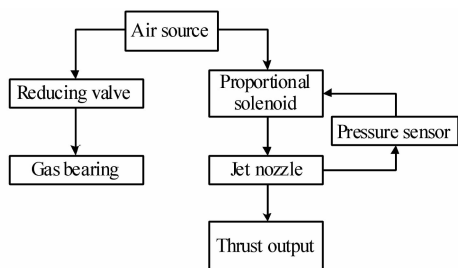 Air source
Reducing valve
Proportional
solenoid
Pressure sensor
Gas bearing
Jet nozzle
Thrust output